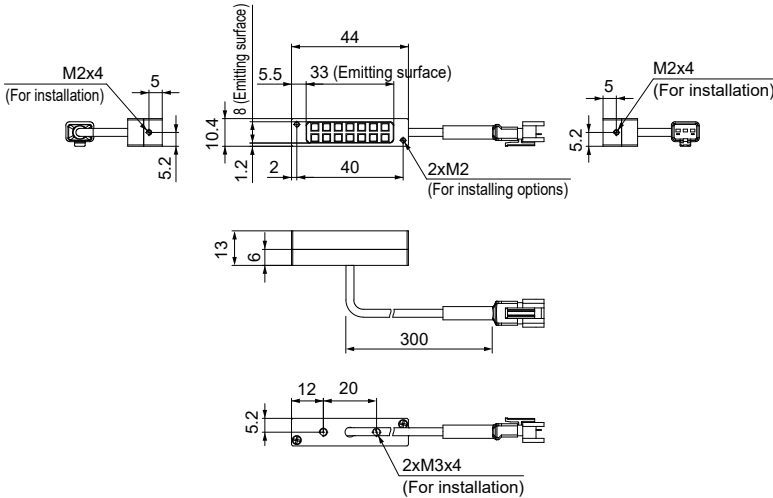 44
8 (Emitting surface)
5.5
33 (Emitting surface)
M2x4
(For installation)
5
5.2
10.4
1.2
2
40
2xM2
(For installing options)
M2x4
(For installation)
5
5.2
13
6
300
12
20
5.2
2xM3x4
(For installation)